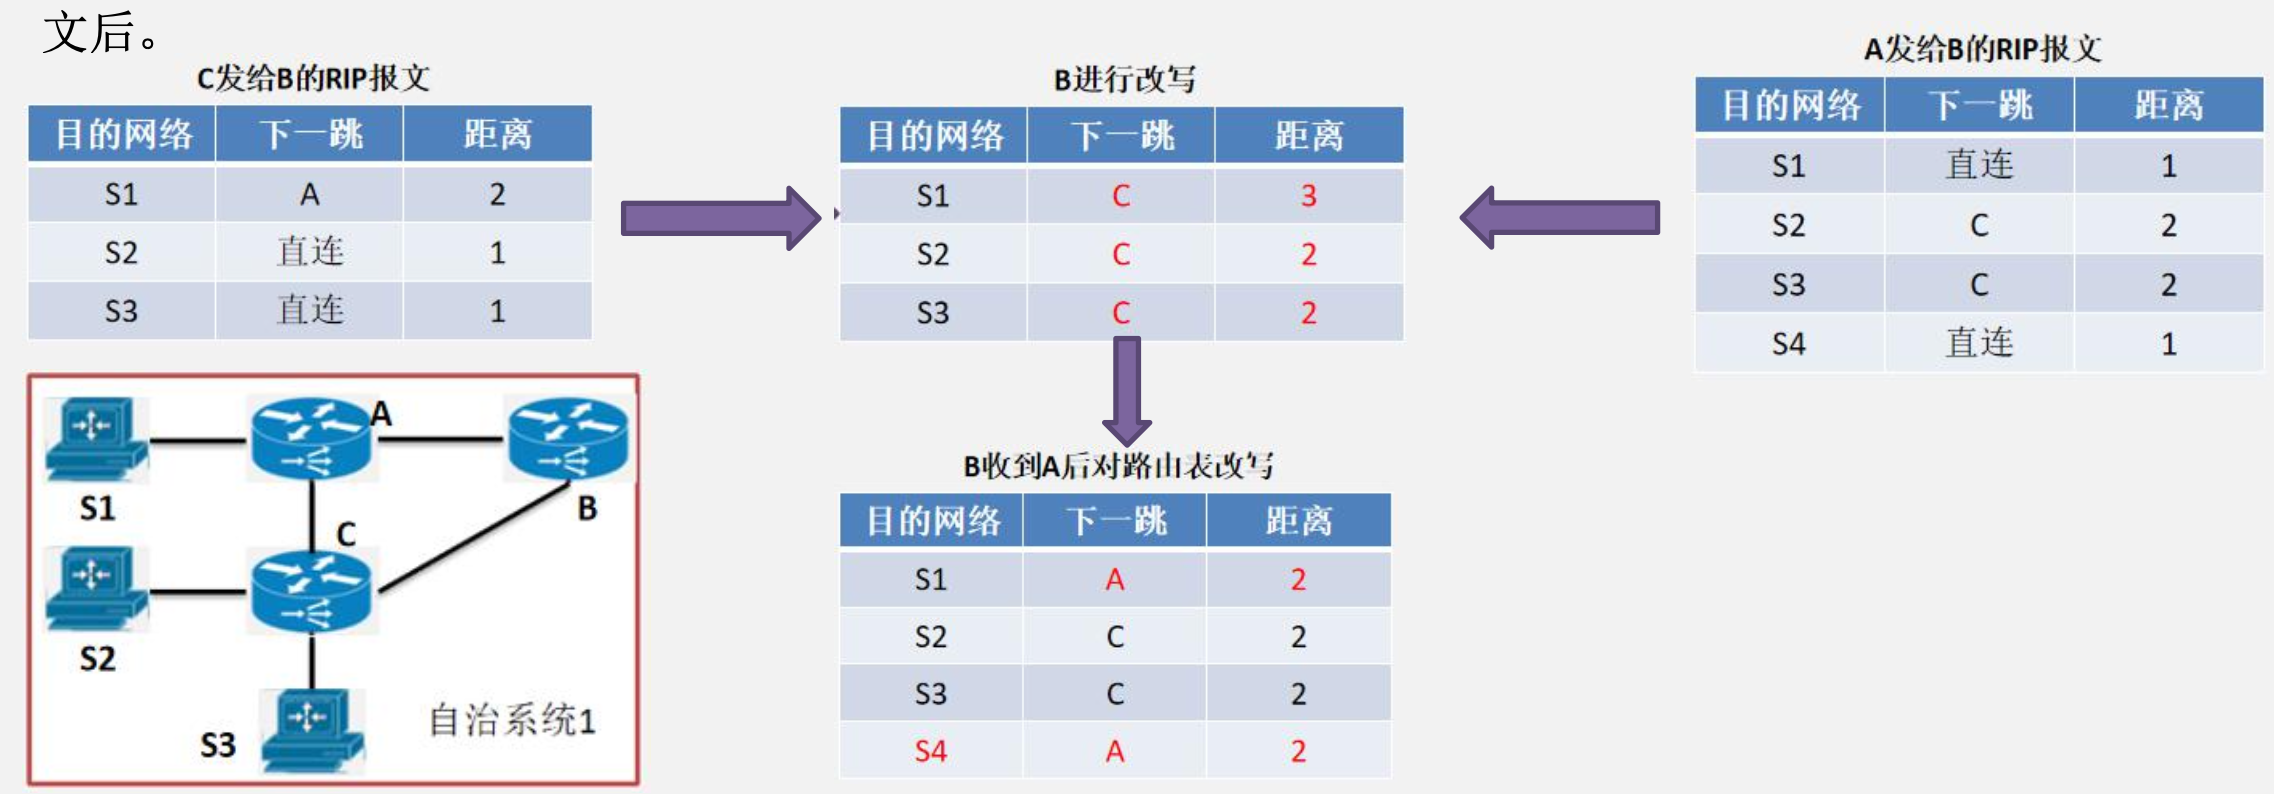 文后。
C发给B的RIP报文
目的网络 下一跳 距离
S1 A 2
S2 直连 1
S3 直连 1
B进行改写
目的网络 下一跳 距离
S1 C 3
S2 C 2
S3 C 2
A发给B的RIP报文
目的网络 下一跳 距离
S1 直连 1
S2 C 2
S3 C 2
S4 直连 1
A
S1
B
C
S2
S3
自治系统1
B收到A后对路由表改写
目的网络 下一跳 距离
S1 A 2
S2 C 2
S3 C 2
S4 A 2